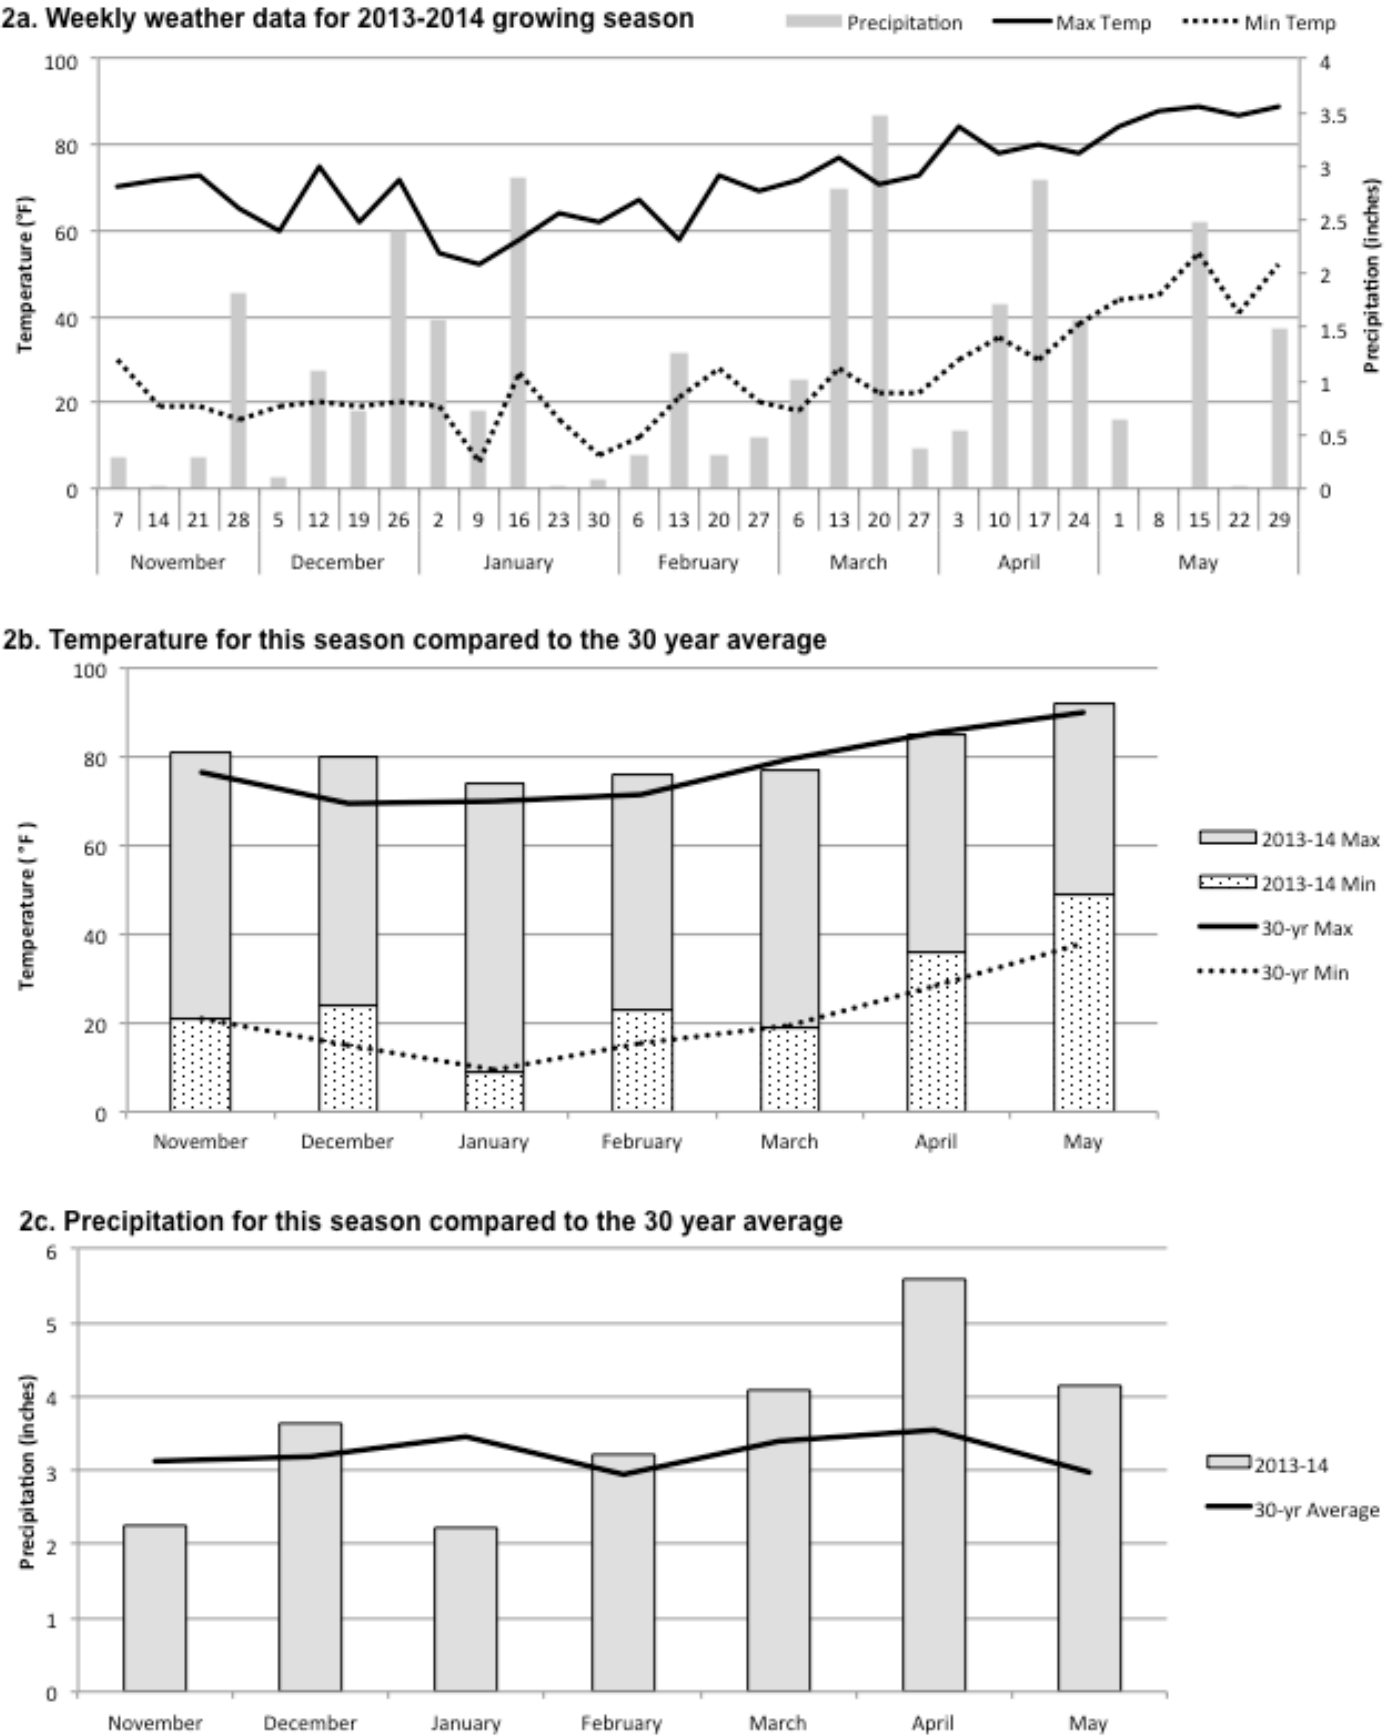 2a. Weekly weather data for 2013-2014 growing season
Precipitation Max Temp Min Temp
100 4
3.5
80
3
60 2.5
2
40
1.5
1
20
0.5
0 0
Temperature (°F)
Precipitation (inches)
7 14 21 28 5 12 19 26 2 9 16 23 30 6 13 20 27 6 13 20 27 3 10 17 24 1 8 15 22 29
November December January February March April May
2b. Temperature for this season compared to the 30 year average
100
80
60
40
20
0
Temperature ( °F )
2013-14 Max
2013-14 Min
30-yr Max
30-yr Min
November December January February March April May
2c. Precipitation for this season compared to the 30 year average
6
5
4
3
2
1
0
Precipitation (inches)
2013-14
30-yr Average
November December January February March April May